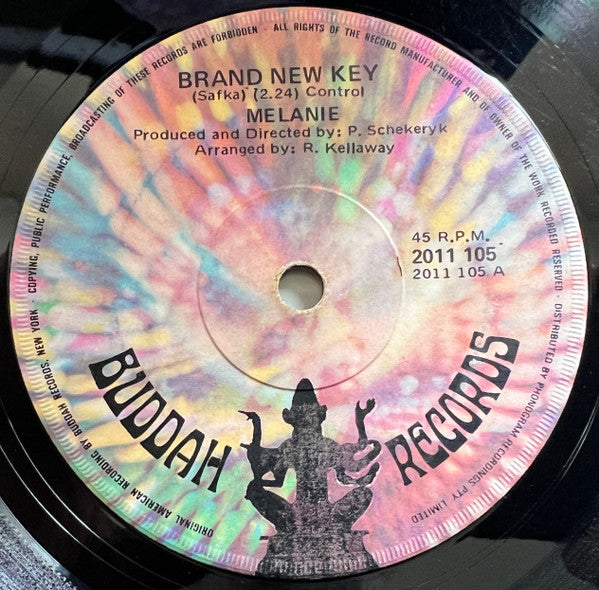 BRAND NEW KEY
(Safka) (2.24) Control
MELANIE
Produced and Directed by: P. Schekeryk
Arranged by: R. Kellaway
45 R.P.M.
2011 105
2011 105 A
BUDDAH RECORDS
ORIGINAL AMERICAN RECORDING BY BUDDAH RECORDS, NEW YORK · COPYING, PUBLIC PERFORMANCE, BROADCASTING OF THESE RECORDS ARE FORBIDDEN · ALL RIGHTS OF THE RECORD MANUFACTURER AND OF OWNER OF THE WORK RECORDED RESERVED · DISTRIBUTED BY PHONOGRAM RECORDINGS PTY LIMITED